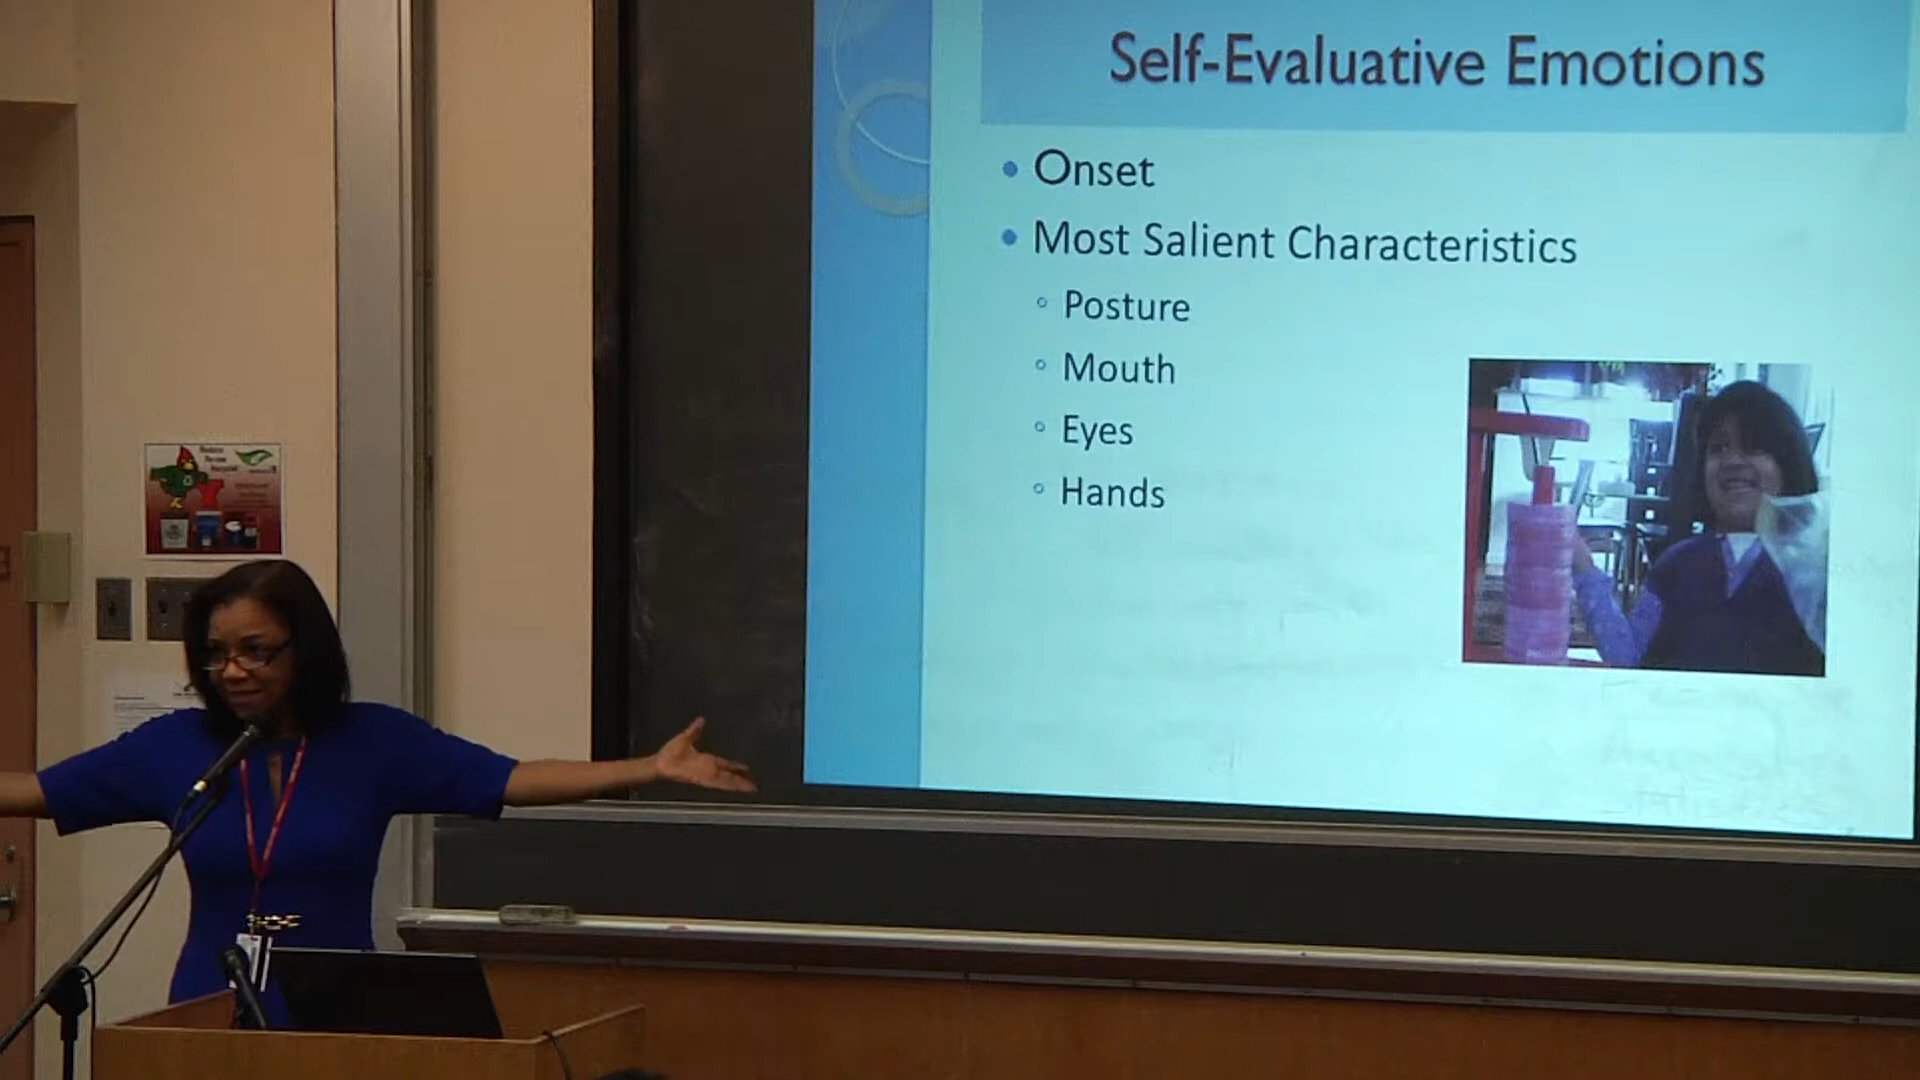 Self-Evaluative Emotions
Onset
Most Salient Characteristics
Posture
Mouth
Eyes
Hands